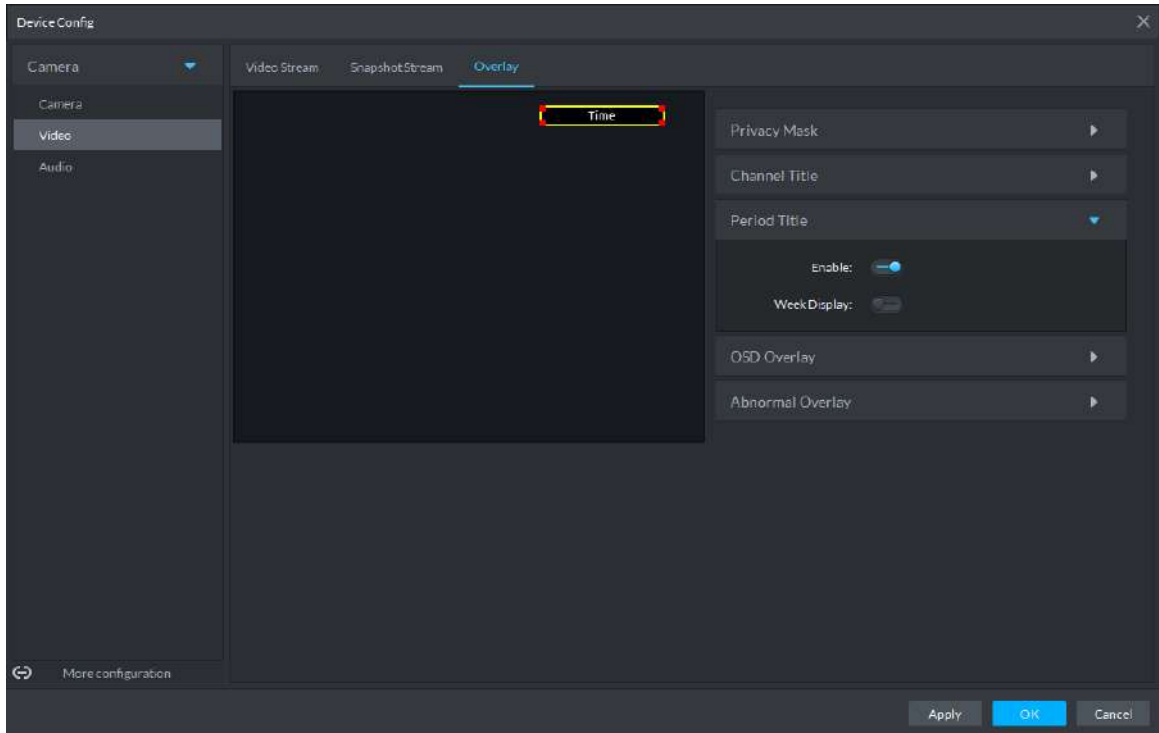 Device Config
Camera
Video Stream Snapshot Stream Overlay
Camera
Video
Audio
Time
Privacy Mask
Channel Title
Period Title
Enable:
Week Display:
OSD Overlay
Abnormal Overlay
More configuration
Apply OK Cancel